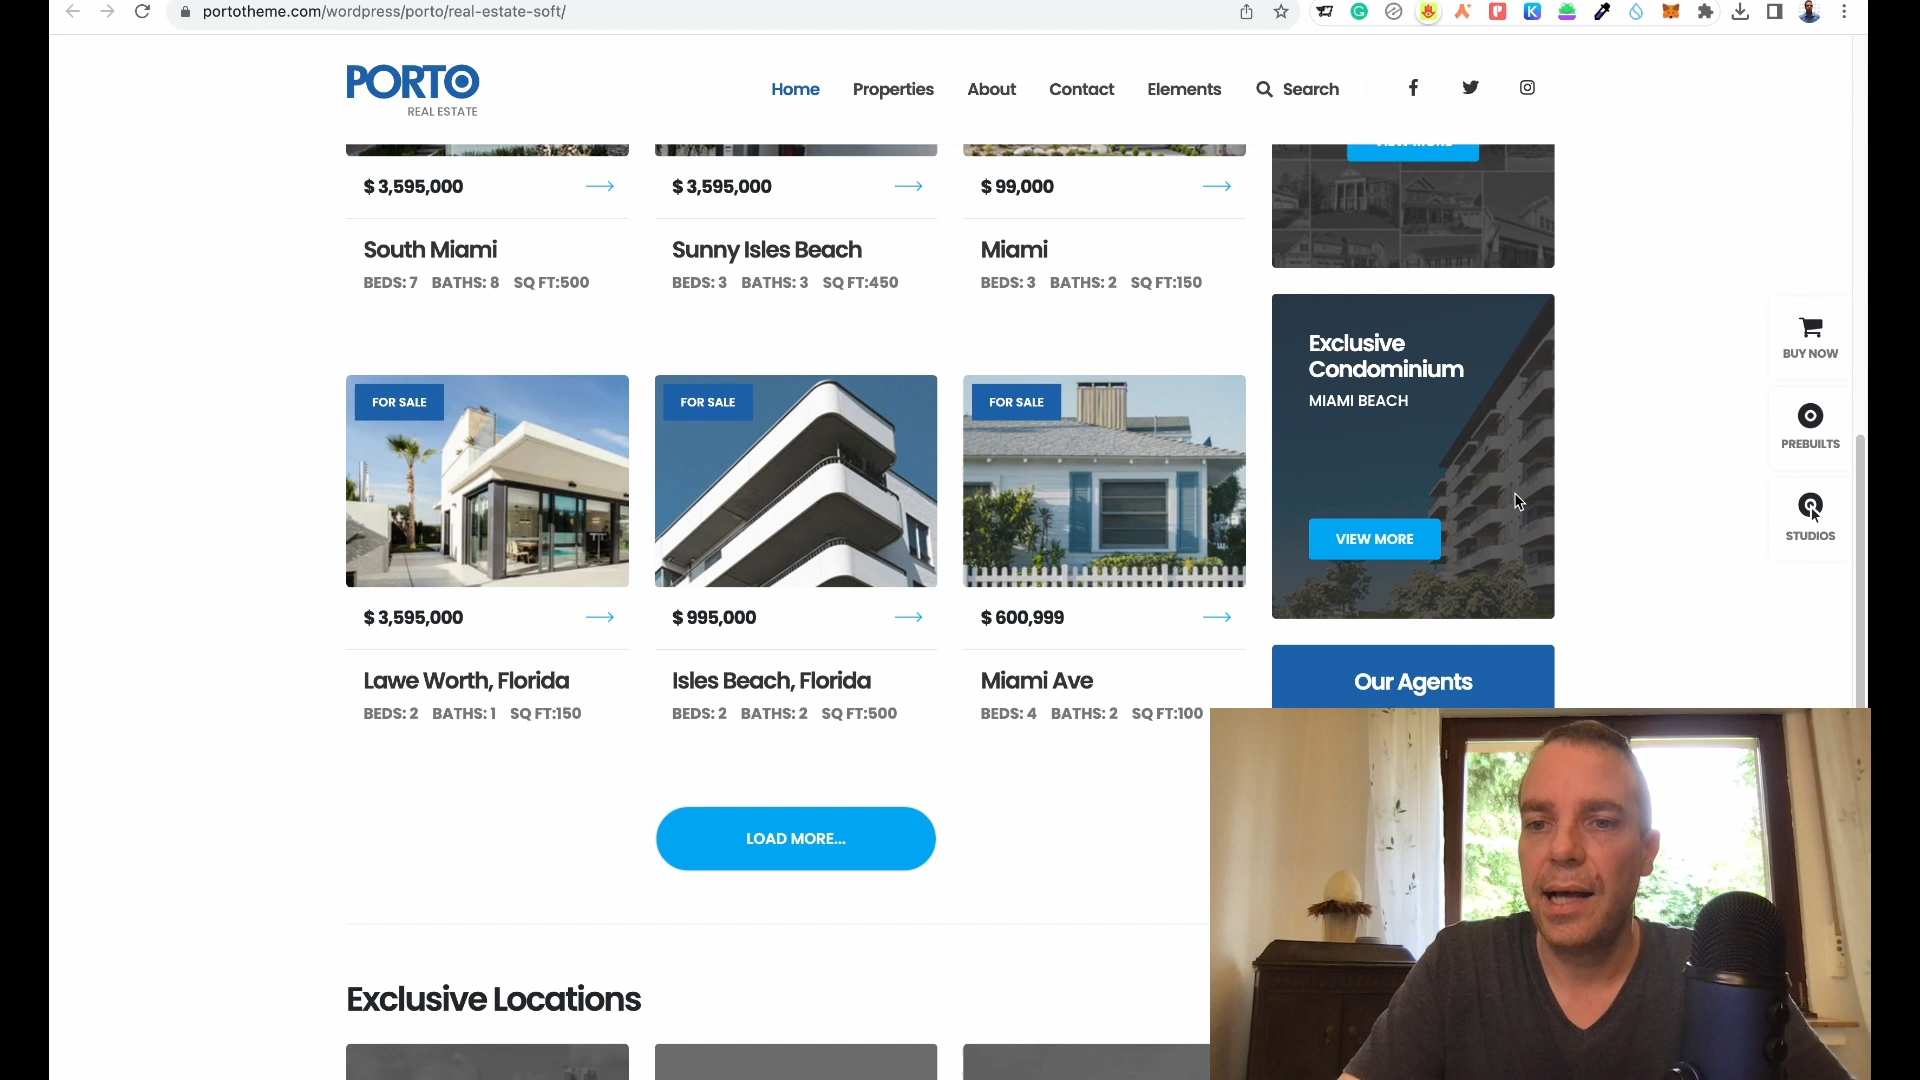 portotheme.com/wordpress/porto/real-estate-soft/
PORTO
REAL ESTATE
Home Properties About Contact Elements Search
VIEW MORE
$ 3,595,000 $ 3,595,000 $ 99,000
South Miami Sunny Isles Beach Miami
BEDS: 7 BATHS: 8 SQ FT:500 BEDS: 3 BATHS: 3 SQ FT:450 BEDS: 3 BATHS: 2 SQ FT:150
Exclusive
Condominium
MIAMI BEACH
VIEW MORE
BUY NOW
PREBUILTS
STUDIOS
FOR SALE FOR SALE FOR SALE
$ 3,595,000 $ 995,000 $ 600,999
Lawe Worth, Florida Isles Beach, Florida Miami Ave
BEDS: 2 BATHS: 1 SQ FT:150 BEDS: 2 BATHS: 2 SQ FT:500 BEDS: 4 BATHS: 2 SQ FT:100
Our Agents
LOAD MORE...
Exclusive Locations